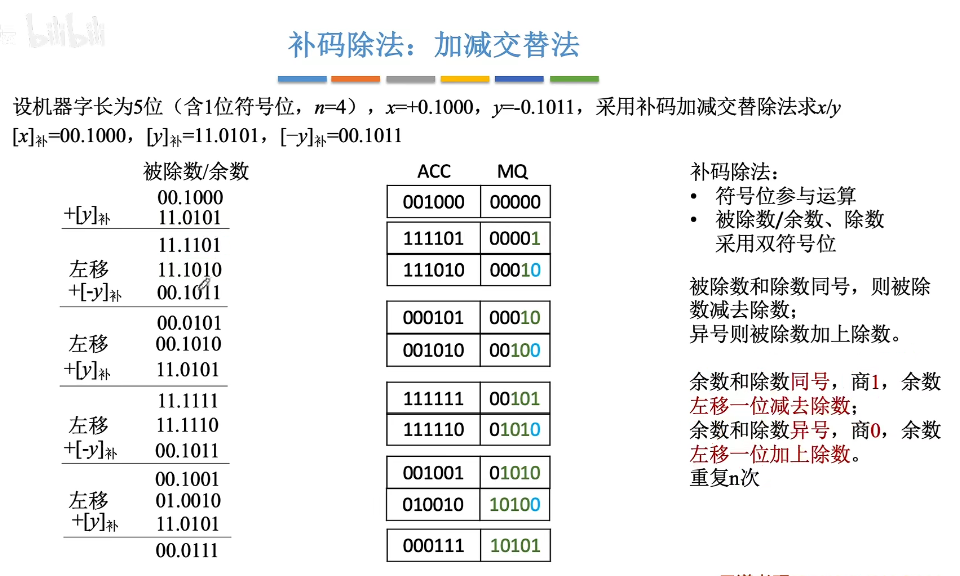 bilibili
补码除法：加减交替法
设机器字长为5位（含1位符号位，n=4），x=+0.1000，y=-0.1011，采用补码加减交替除法求x/y
[x]补=00.1000，[y]补=11.0101，[−y]补=00.1011
被除数/余数
00.1000
+[y]补 11.0101
11.1101
左移 11.1010
+[-y]补 00.1011
00.0101
左移 00.1010
+[y]补 11.0101
11.1111
左移 11.1110
+[-y]补 00.1011
00.1001
左移 01.0010
+[y]补 11.0101
00.0111
ACC MQ
001000 00000
111101 00001
111010 00010
000101 00010
001010 00100
111111 00101
111110 01010
001001 01010
010010 10100
000111 10101
补码除法：
• 符号位参与运算
• 被除数/余数、除数
采用双符号位
被除数和除数同号，则被除
数减去除数；
异号则被除数加上除数。
余数和除数同号，商1，余数
左移一位减去除数；
余数和除数异号，商0，余数
左移一位加上除数。
重复n次